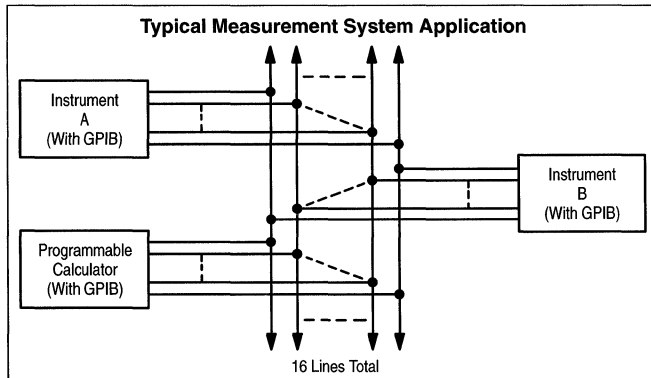 Typical Measurement System Application
Instrument
A
(With GPIB)
Instrument
B
(With GPIB)
Programmable
Calculator
(With GPIB)
16 Lines Total